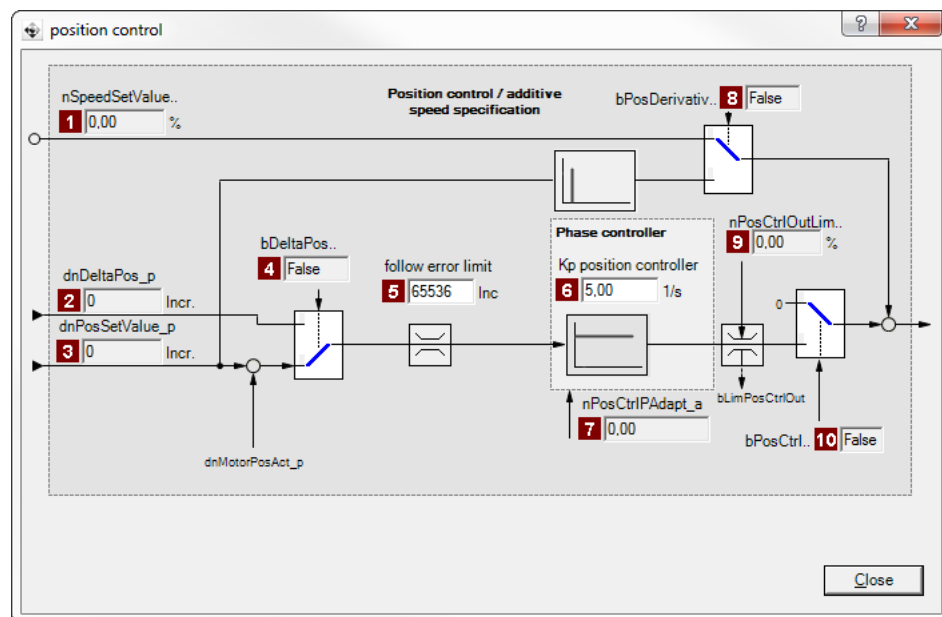 position control
?
X
nSpeedSetValue..
1 0,00 %
Position control / additive
speed specification
bPosDerivativ.. 8 False
bDeltaPos..
4 False
follow error limit
5 65536 Inc
Phase controller
Kp position controller
6 5,00 1/s
nPosCtrlOutLim..
9 0,00 %
dnDeltaPos_p
2 0 Incr.
dnPosSetValue_p
3 0 Incr.
0
nPosCtrlPAdapt_a
7 0,00
bLimPosCtrlOut
bPosCtrl.. 10 False
dnMotorPosAct_p
Close